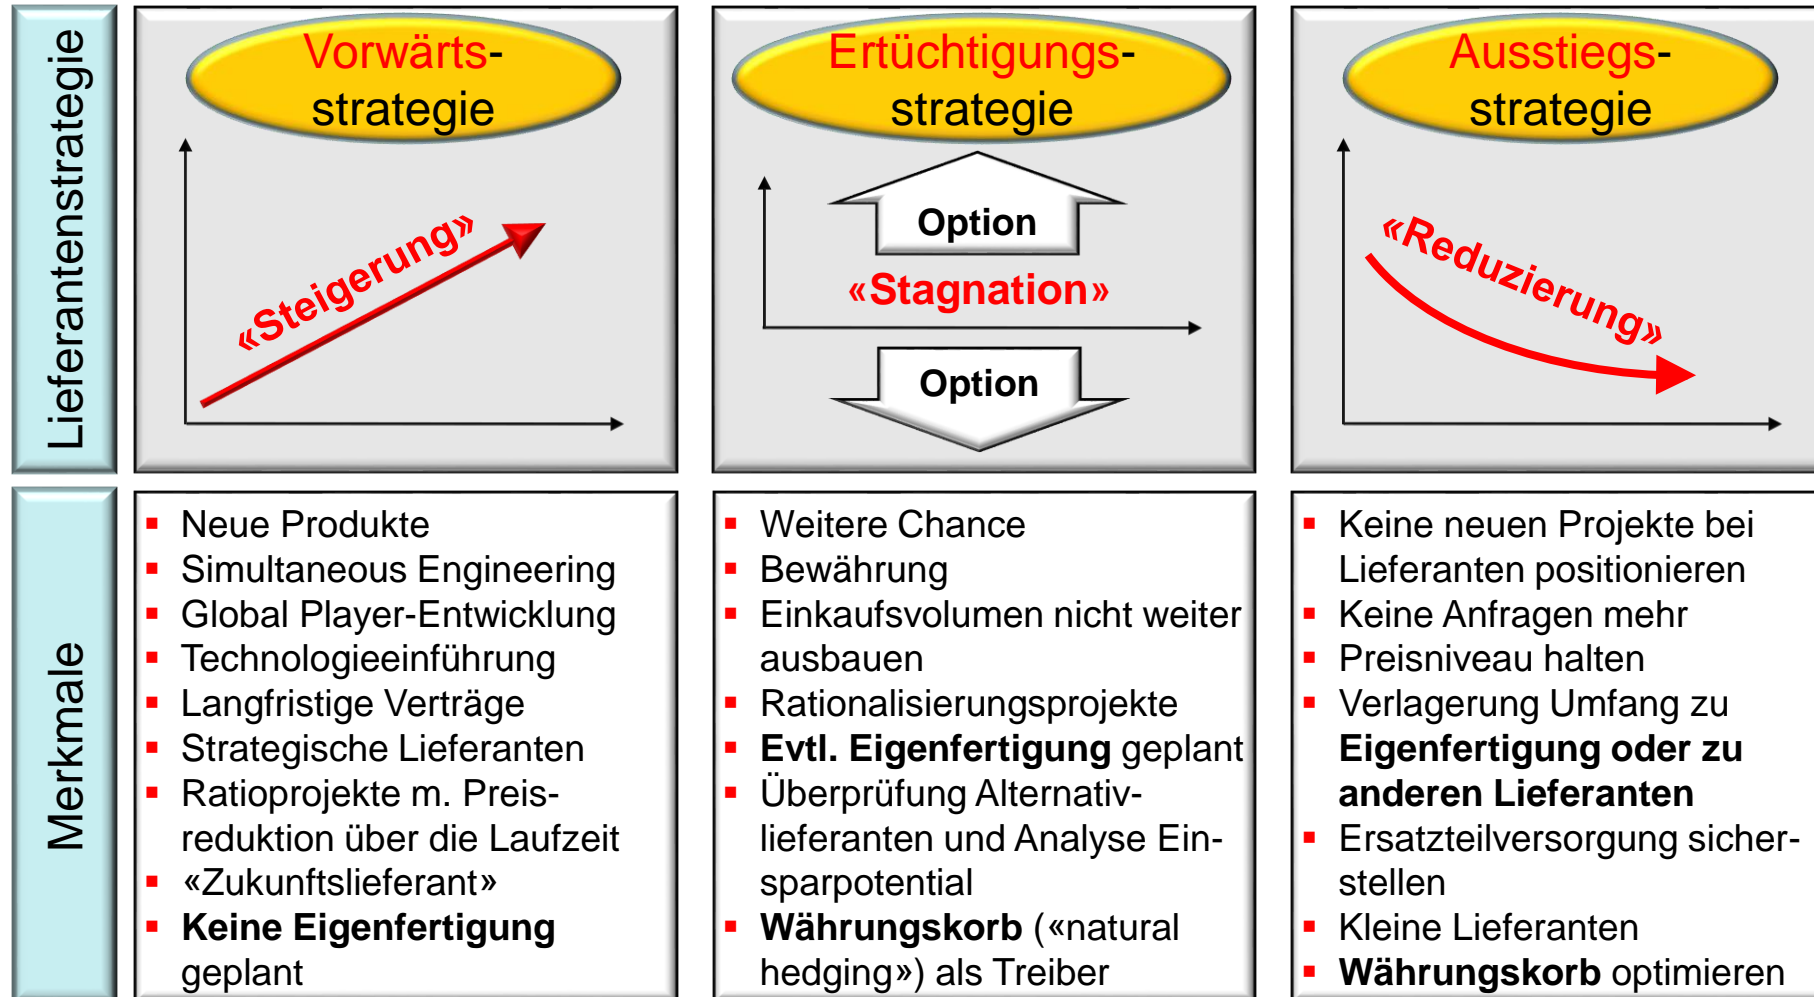 Lieferantenstrategie
Vorwärts-
strategie
«Steigerung»
Ertüchtigungs-
strategie
Option
«Stagnation»
Option
Ausstiegs-
strategie
«Reduzierung»
Merkmale
▪ Neue Produkte
▪ Simultaneous Engineering
▪ Global Player-Entwicklung
▪ Technologieeinführung
▪ Langfristige Verträge
▪ Strategische Lieferanten
▪ Ratioprojekte m. Preis-
reduktion über die Laufzeit
▪ «Zukunftslieferant»
▪ Keine Eigenfertigung
geplant
▪ Weitere Chance
▪ Bewährung
▪ Einkaufsvolumen nicht weiter
ausbauen
▪ Rationalisierungsprojekte
▪ Evtl. Eigenfertigung geplant
▪ Überprüfung Alternativ-
lieferanten und Analyse Ein-
sparpotential
▪ Währungskorb («natural
hedging») als Treiber
▪ Keine neuen Projekte bei
Lieferanten positionieren
▪ Keine Anfragen mehr
▪ Preisniveau halten
▪ Verlagerung Umfang zu
Eigenfertigung oder zu
anderen Lieferanten
▪ Ersatzteilversorgung sicher-
stellen
▪ Kleine Lieferanten
▪ Währungskorb optimieren